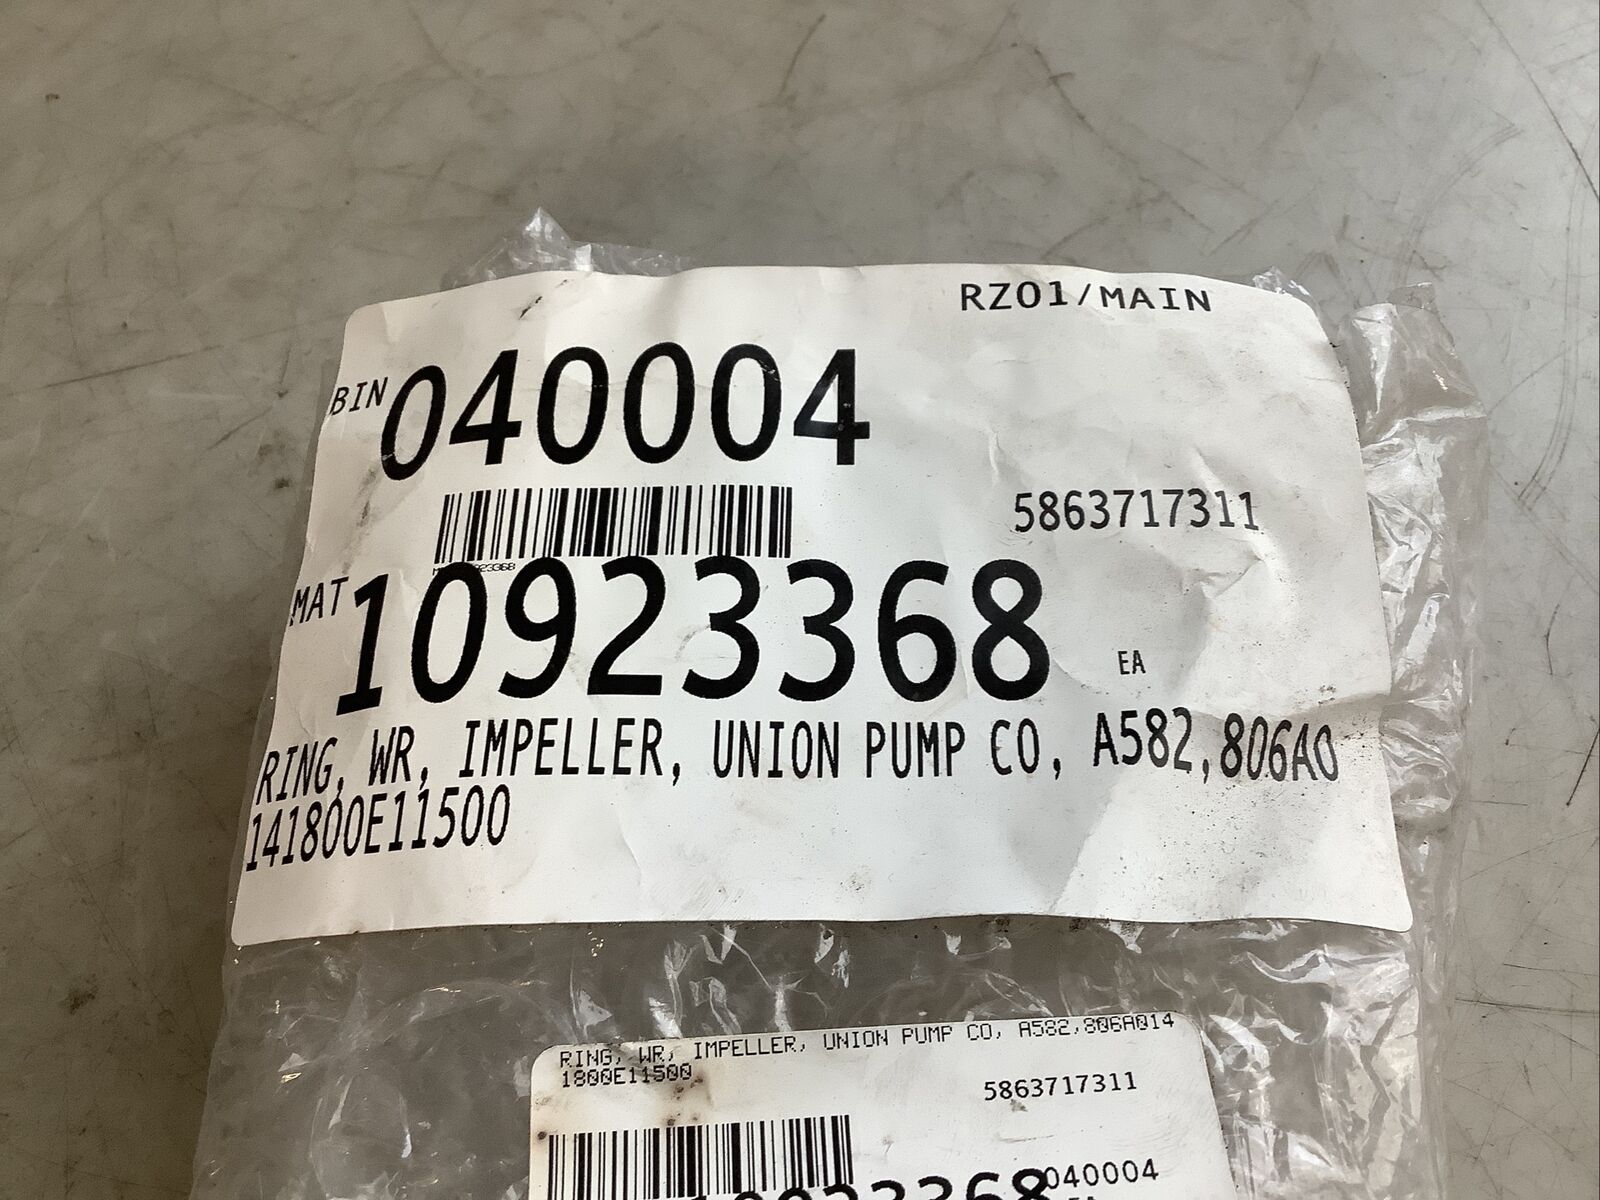 RZ01/MAIN
BIN 040004
5863717311
MAT 10923368
EA
RING, WR, IMPELLER, UNION PUMP CO, A582,806A0
141800E11500
RING, WR, IMPELLER, UNION PUMP CO, A582,806A014
1800E11500
5863717311
10923368
040004